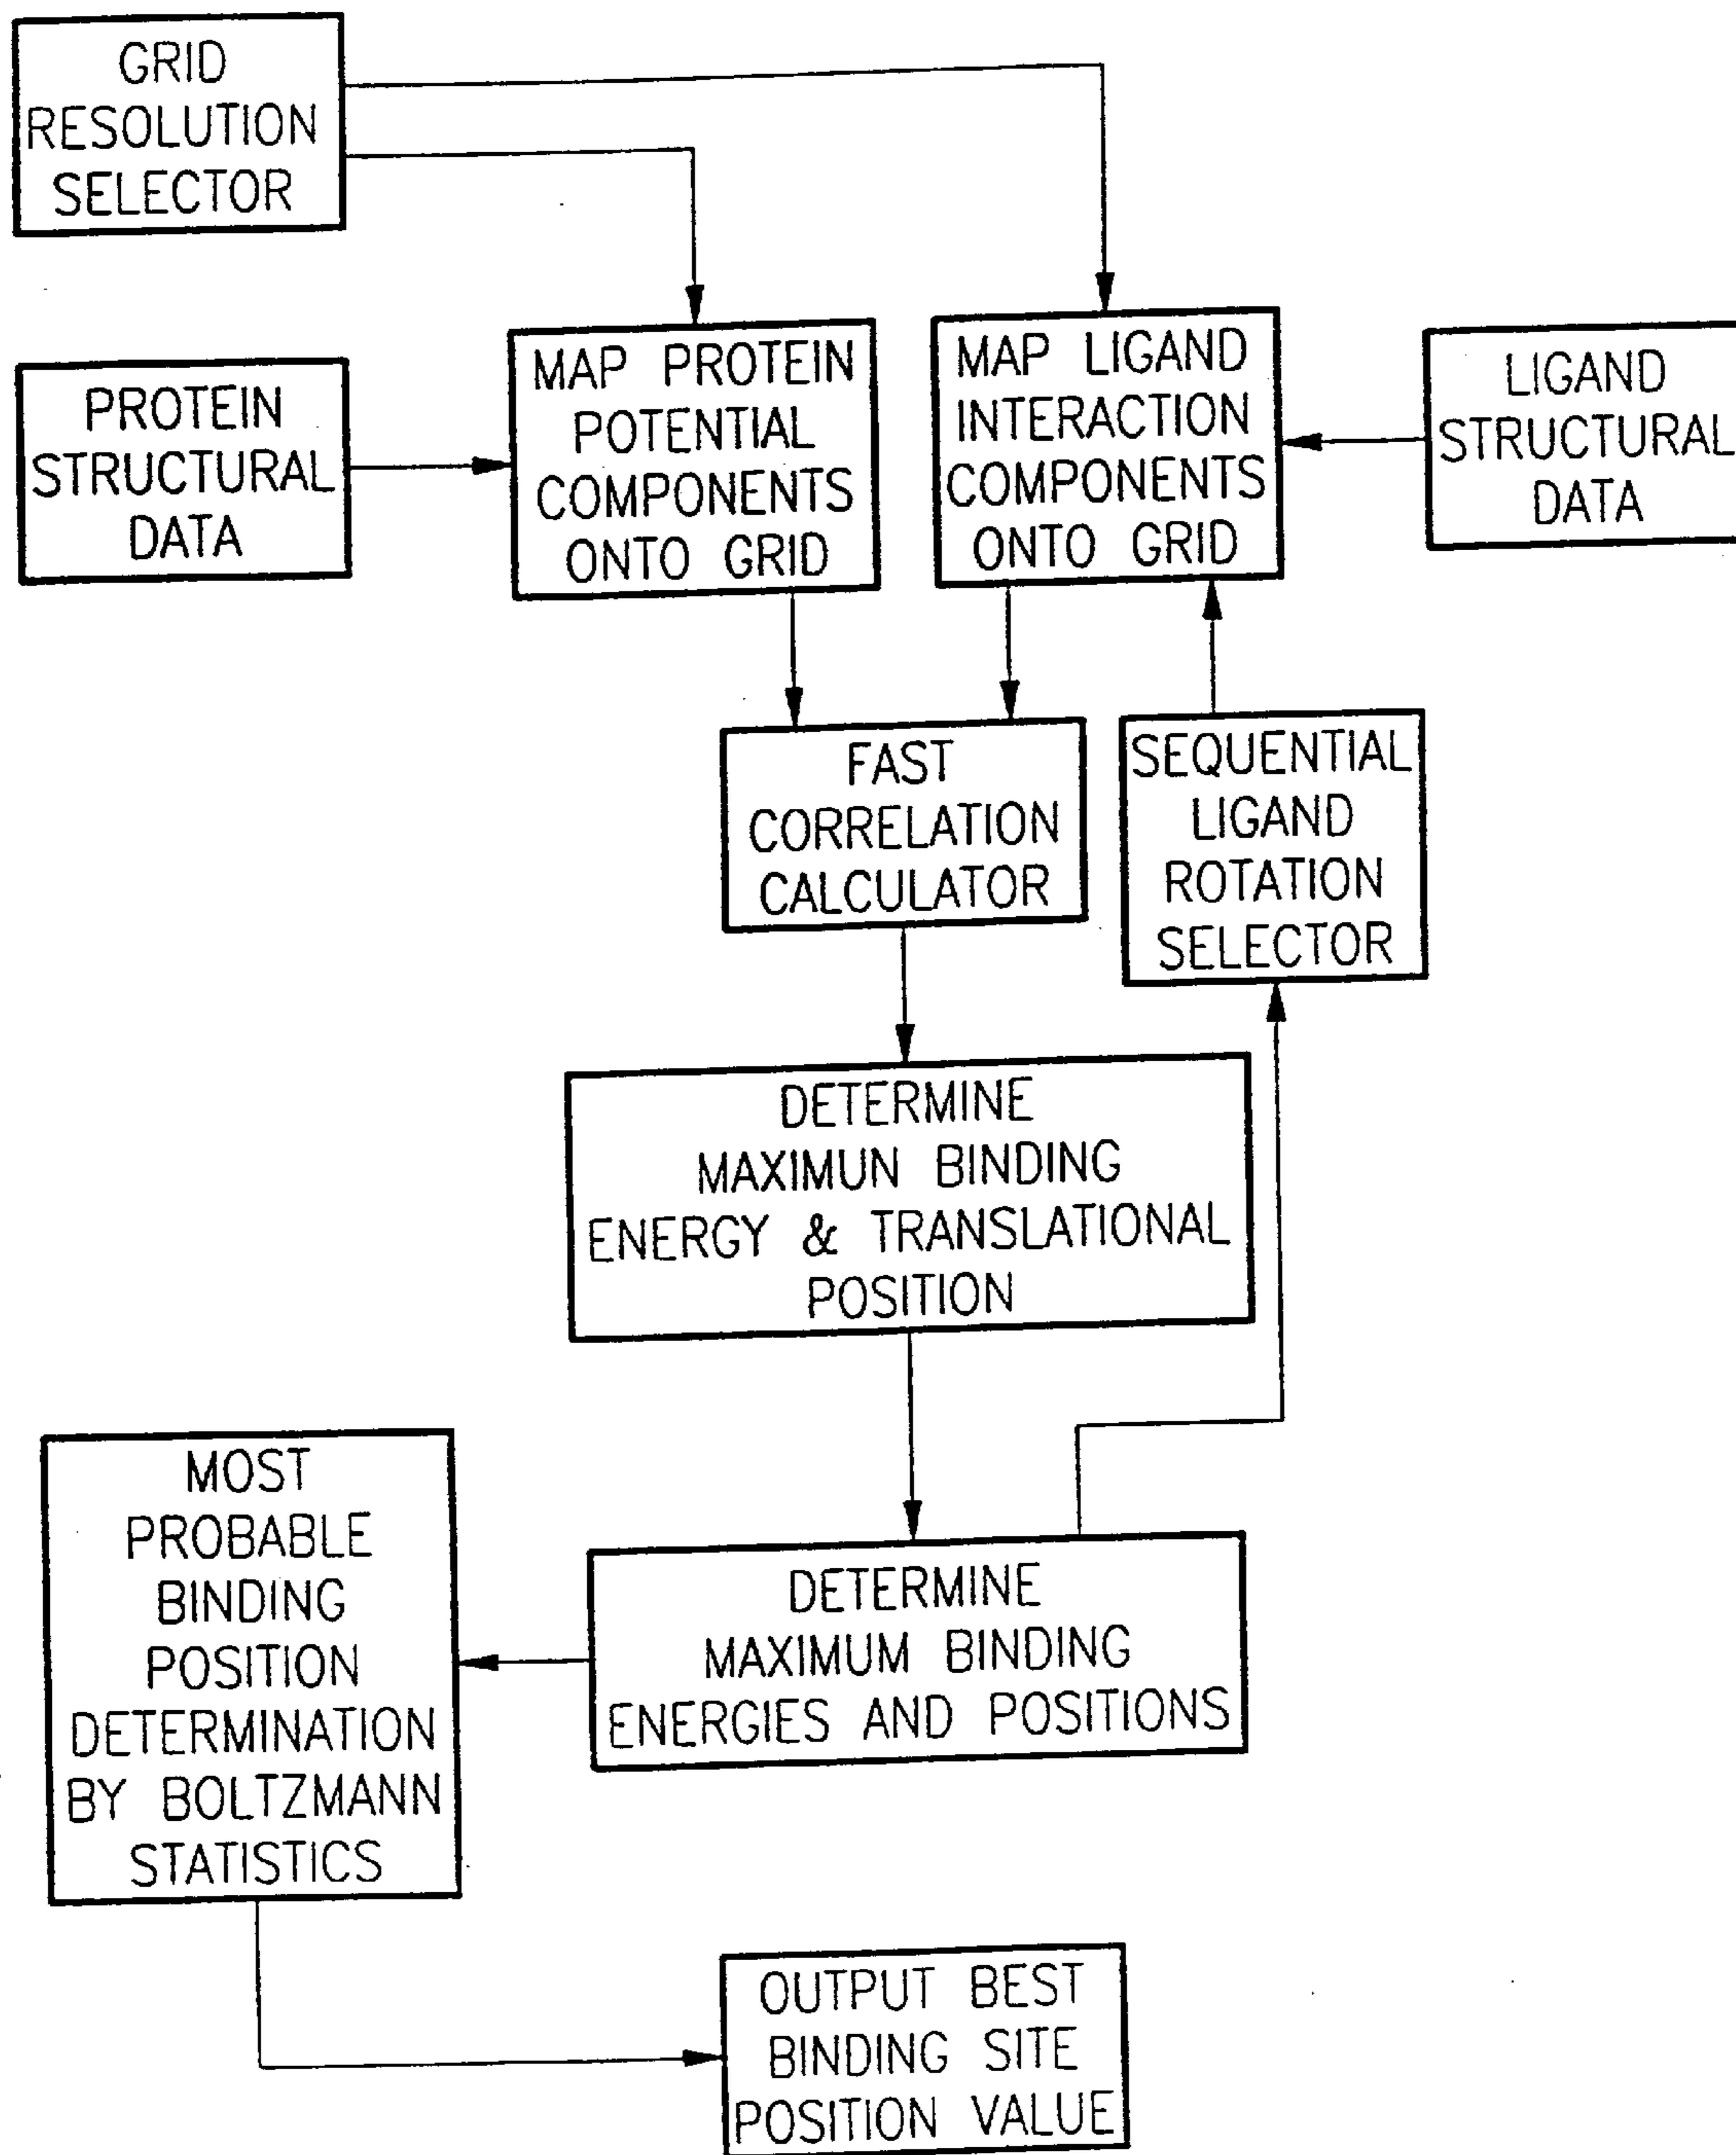 GRID
RESOLUTION
SELECTOR
PROTEIN
STRUCTURAL
DATA
MAP PROTEIN
POTENTIAL
COMPONENTS
ONTO GRID
MAP LIGAND
INTERACTION
COMPONENTS
ONTO GRID
LIGAND
STRUCTURAL
DATA
FAST
CORRELATION
CALCULATOR
SEQUENTIAL
LIGAND
ROTATION
SELECTOR
DETERMINE
MAXIMUN BINDING
ENERGY & TRANSLATIONAL
POSITION
MOST
PROBABLE
BINDING
POSITION
DETERMINATION
BY BOLTZMANN
STATISTICS
DETERMINE
MAXIMUM BINDING
ENERGIES AND POSITIONS
OUTPUT BEST
BINDING SITE
POSITION VALUE